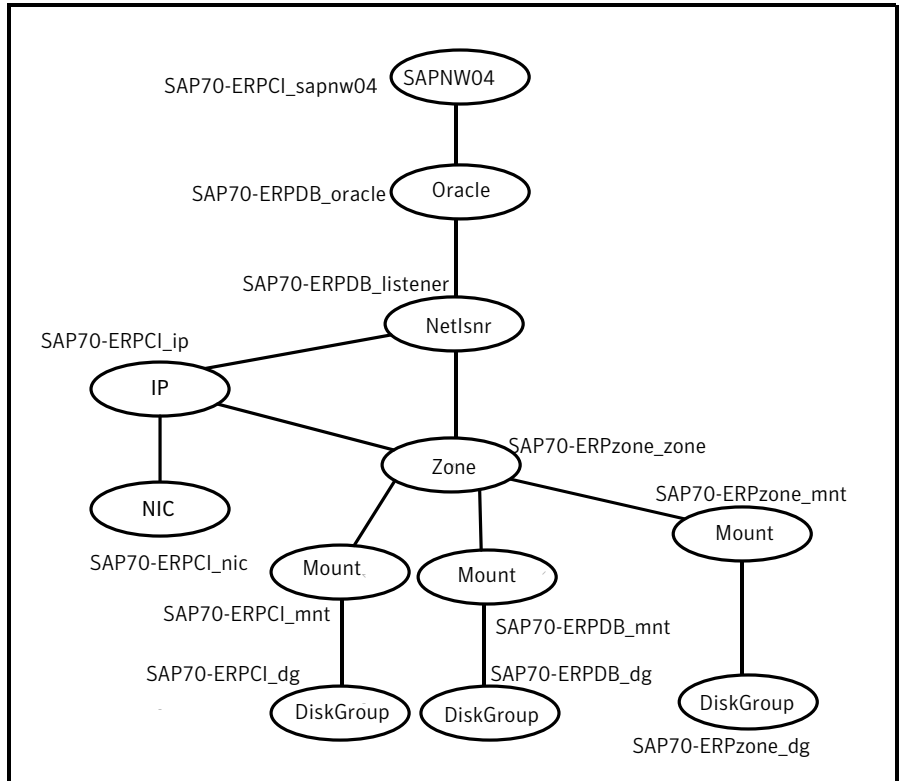 SAPNW04
SAP70-ERPCI_sapnw04
Oracle
SAP70-ERPDB_oracle
SAP70-ERPDB_listener
Netlsnr
SAP70-ERPCI_ip
IP
SAP70-ERPzone_zone
Zone
SAP70-ERPzone_mnt
NIC
Mount
SAP70-ERPCI_nic
Mount
Mount
SAP70-ERPCI_mnt
SAP70-ERPDB_mnt
SAP70-ERPCI_dg
SAP70-ERPDB_dg
DiskGroup
DiskGroup
DiskGroup
SAP70-ERPzone_dg